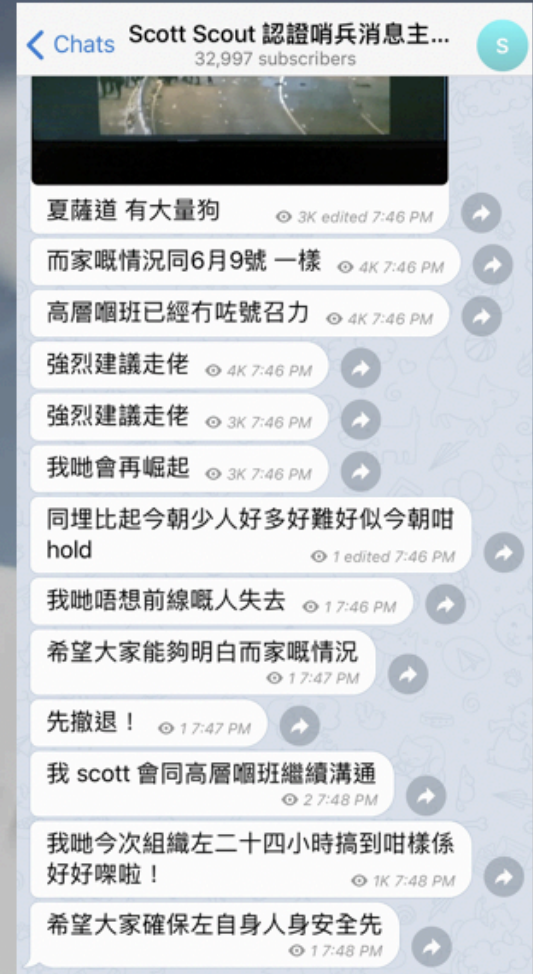 Chats
Scott Scout 認證哨兵消息主...
32,997 subscribers
S
夏薩道 有大量狗
3K edited 7:46 PM
而家嘅情況同6月9號 一樣
4K 7:46 PM
高層嗰班已經冇咗號召力
4K 7:46 PM
強烈建議走佬
4K 7:46 PM
強烈建議走佬
3K 7:46 PM
我哋會再崛起
3K 7:46 PM
同埋比起今朝少人好多好難好似今朝咁
hold
1 edited 7:46 PM
我哋唔想前線嘅人失去
1 7:46 PM
希望大家能夠明白而家嘅情況
1 7:47 PM
先撤退！
1 7:47 PM
我 scott 會同高層嗰班繼續溝通
2 7:48 PM
我哋今次組織左二十四小時搞到咁樣係
好好㗎啦！
1K 7:48 PM
希望大家確保左自身人身安全先
1 7:48 PM